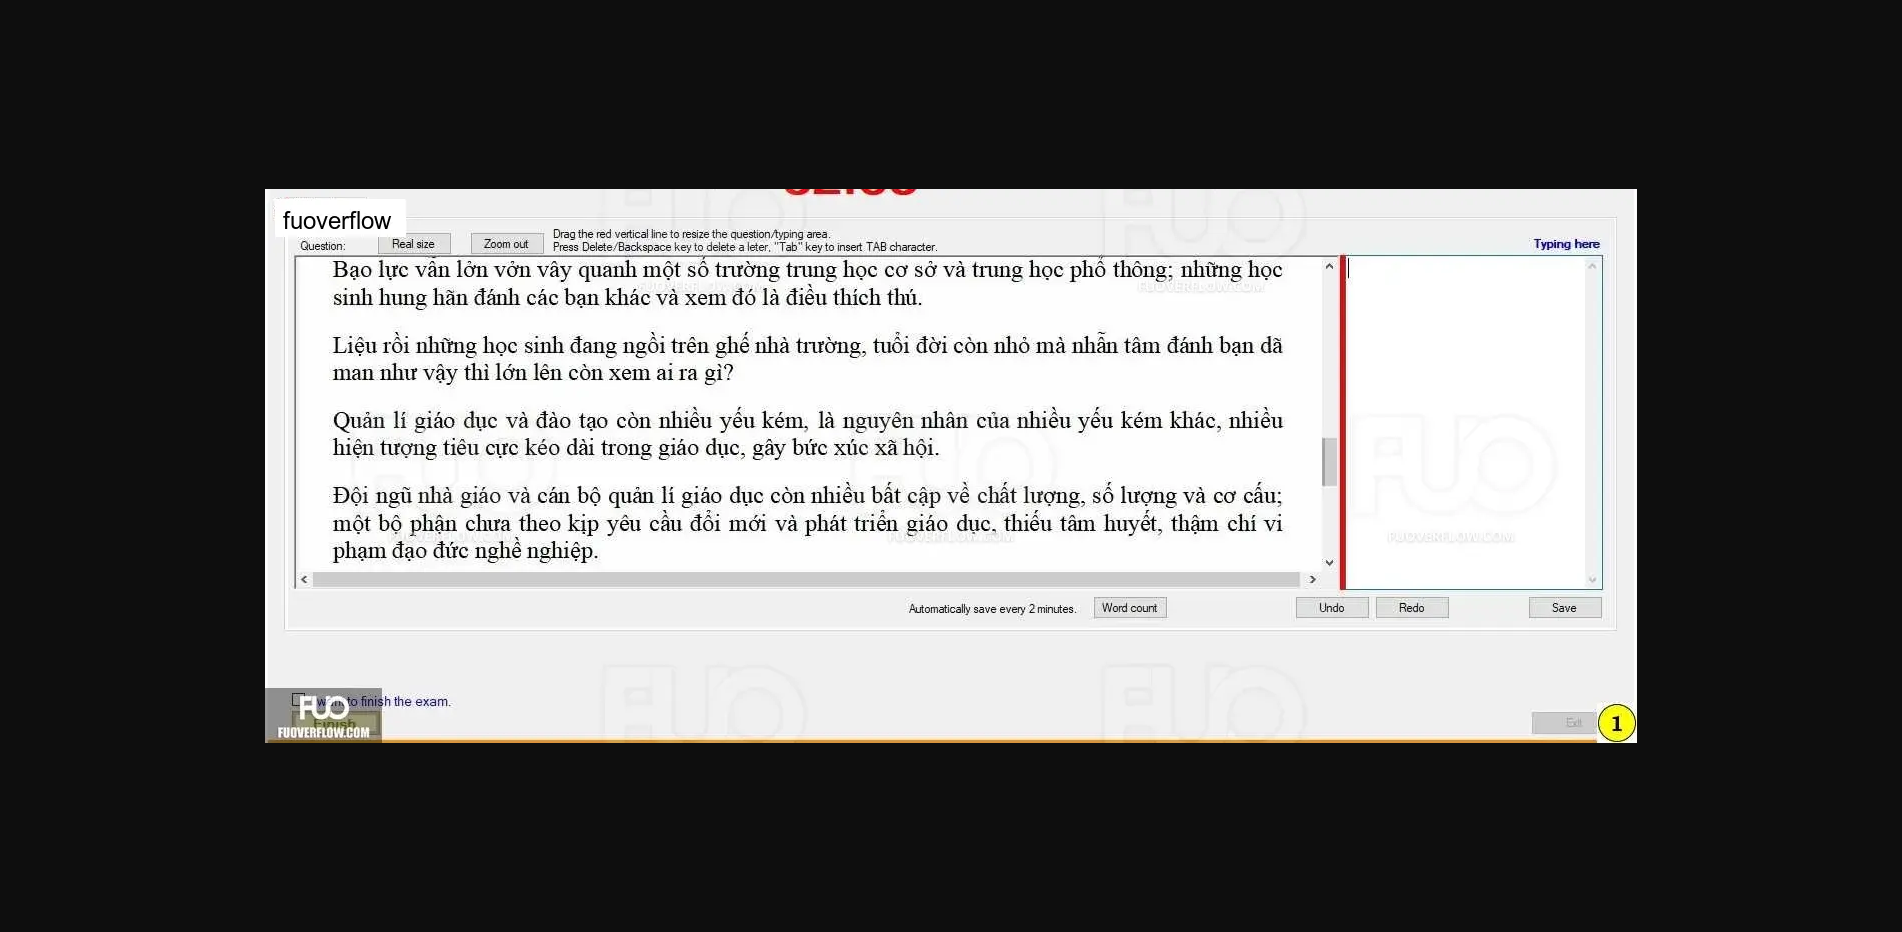 fuoverflow
Question:
Real size
Zoom out
Drag the red vertical line to resize the question/typing area.
Press Delete/Backspace key to delete a leter, "Tab" key to insert TAB character.
Typing here
Bạo lực vẫn lởn vởn vây quanh một số trường trung học cơ sở và trung học phổ thông; những học
sinh hung hãn đánh các bạn khác và xem đó là điều thích thú.
Liệu rồi những học sinh đang ngồi trên ghế nhà trường, tuổi đời còn nhỏ mà nhẫn tâm đánh bạn dã
man như vậy thì lớn lên còn xem ai ra gì?
Quản lí giáo dục và đào tạo còn nhiều yếu kém, là nguyên nhân của nhiều yếu kém khác, nhiều
hiện tượng tiêu cực kéo dài trong giáo dục, gây bức xúc xã hội.
Đội ngũ nhà giáo và cán bộ quản lí giáo dục còn nhiều bất cập về chất lượng, số lượng và cơ cấu;
một bộ phận chưa theo kịp yêu cầu đổi mới và phát triển giáo dục, thiếu tâm huyết, thậm chí vi
phạm đạo đức nghề nghiệp.
FUOVERFLOW.COM
Automatically save every 2 minutes.
Word count
Undo
Redo
Save
want to finish the exam.
Finish
FUO
FUOVERFLOW.COM
Exit
1